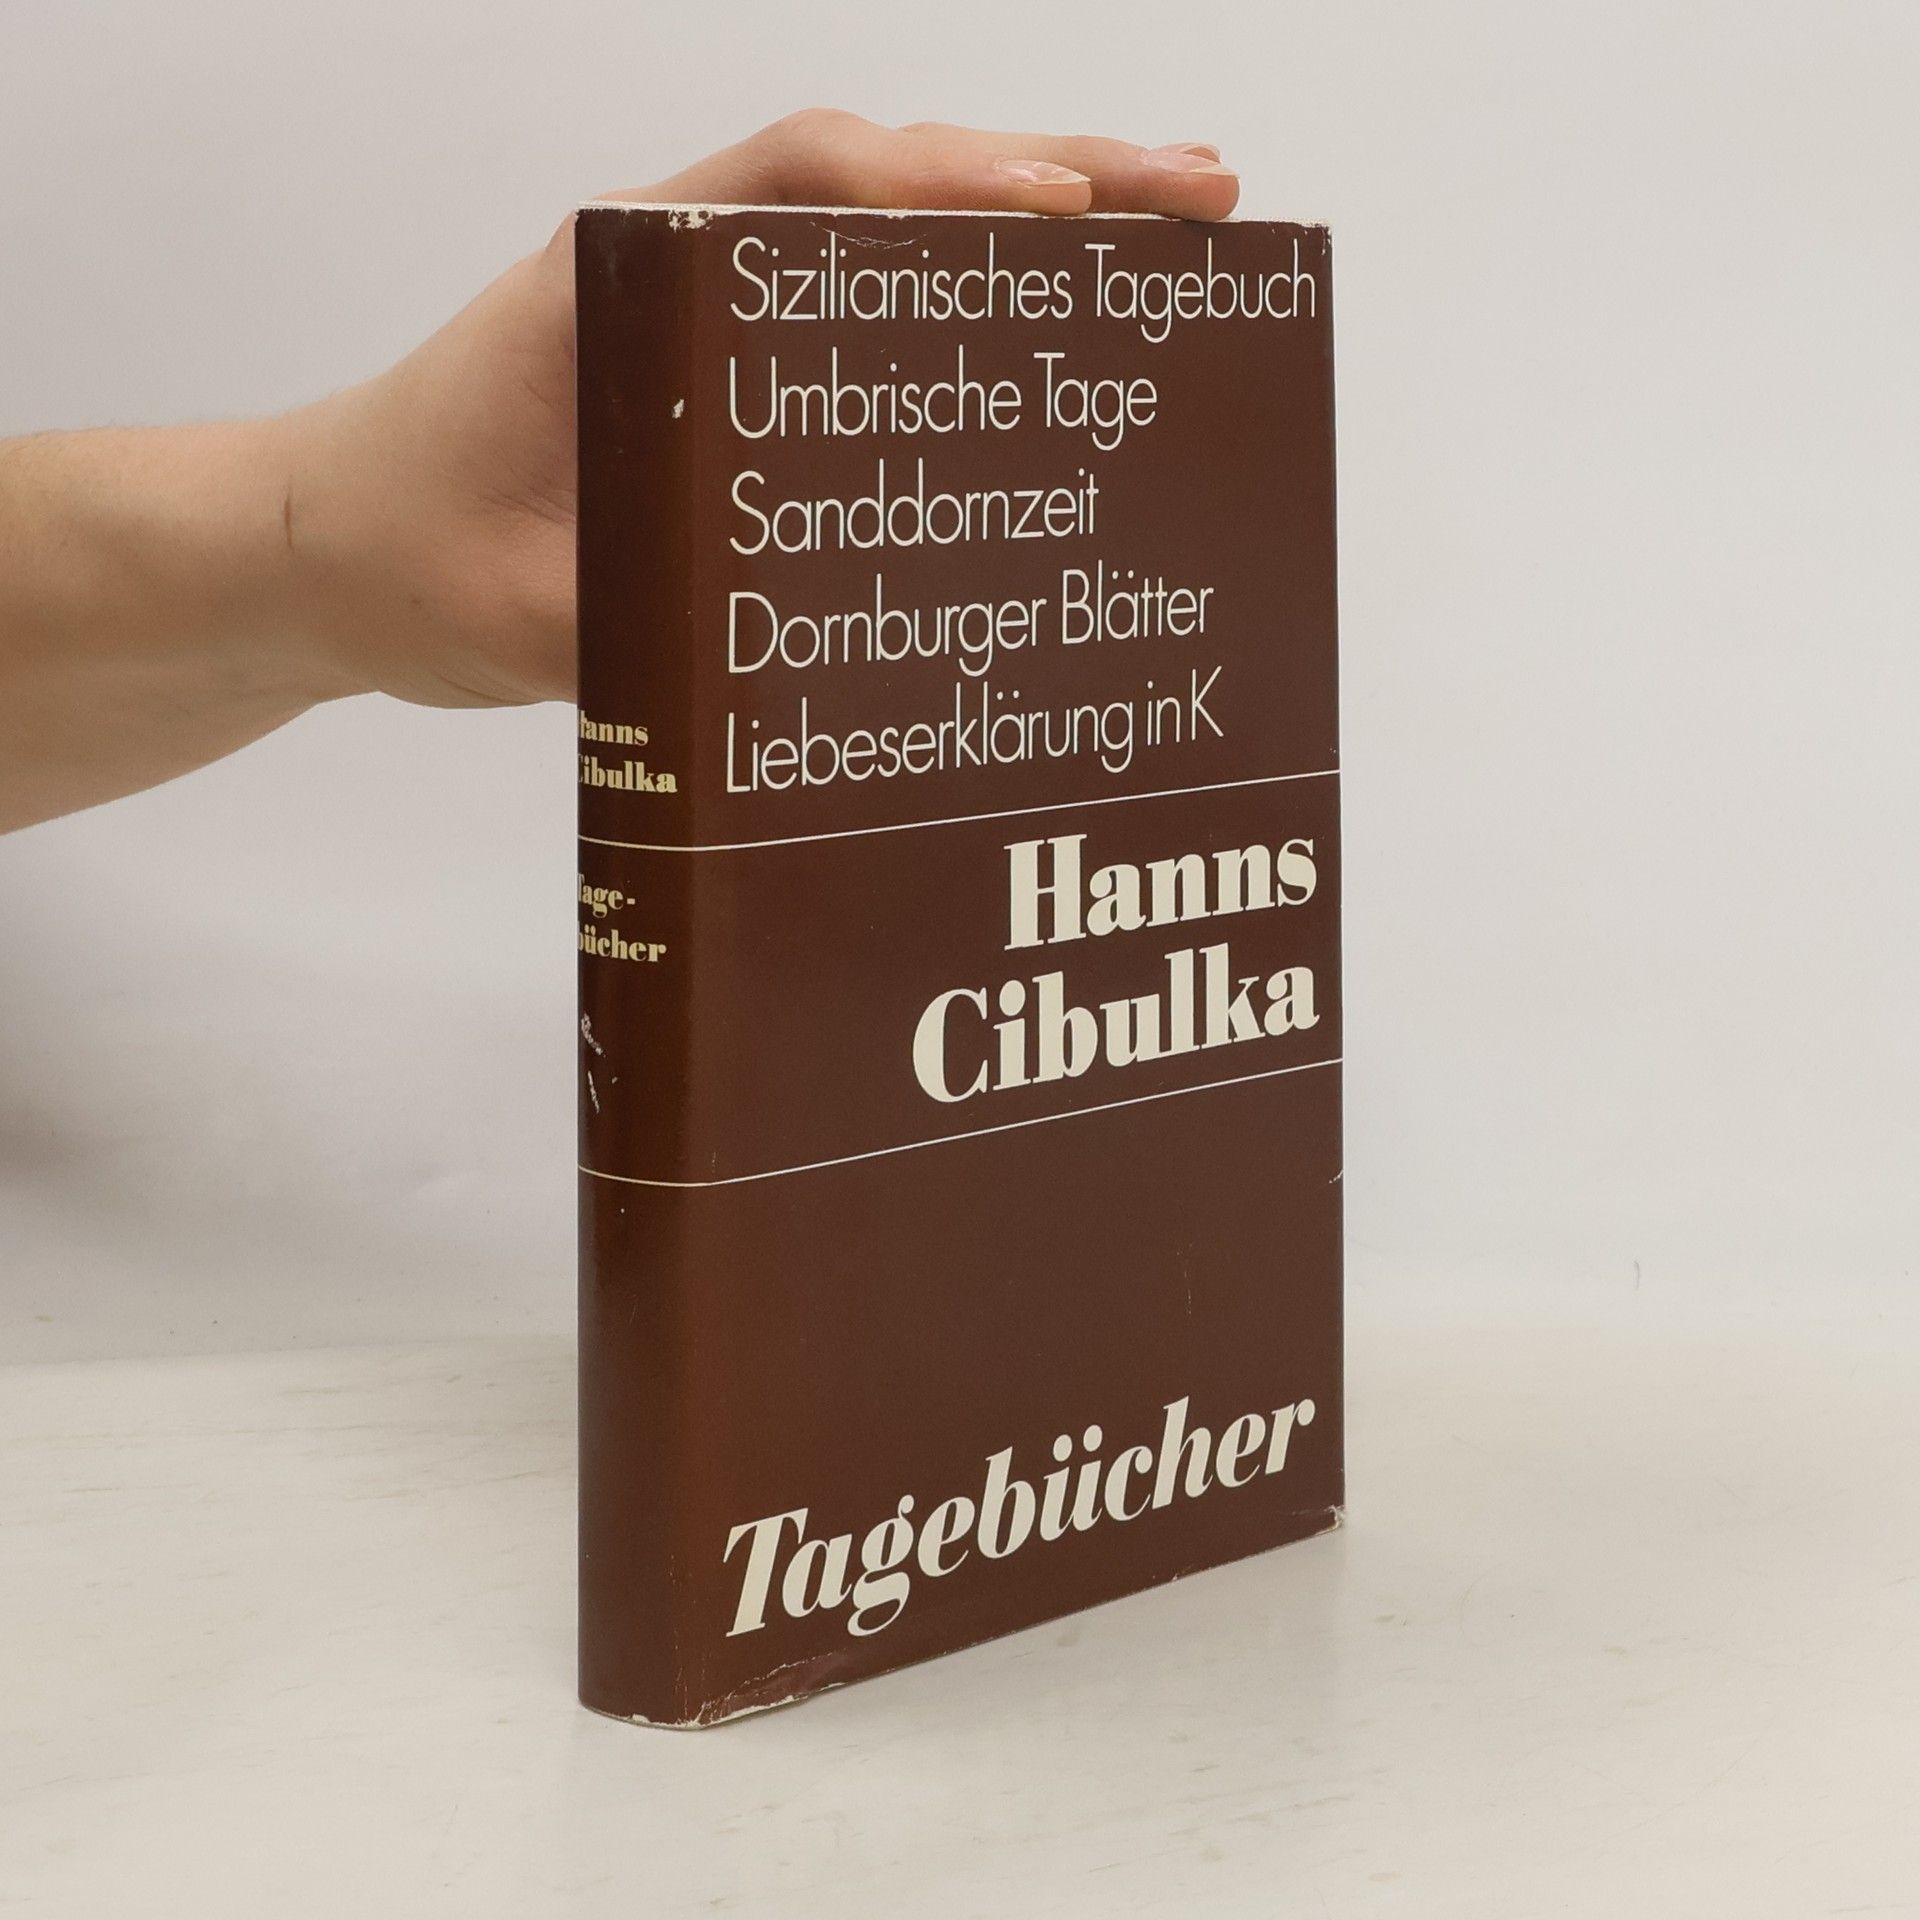 Sizilianisches Tagebuch
Umbrische Tage
Sanddornzeit
Dornburger Blätter
Liebeserklärung in K
Hanns
Cibulka
Tagebücher
Hanns
Cibulka
Tage-
bücher